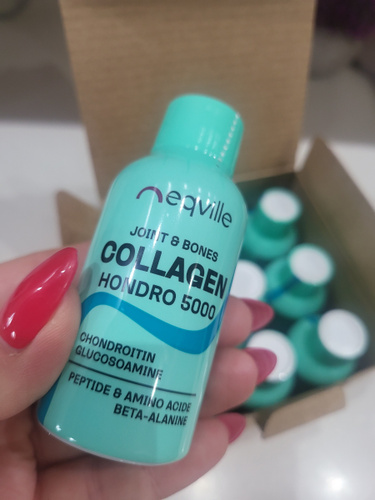 eqville
JOINT & BONES
COLLAGEN
HONDRO 5000
CHONDROITIN
GLUCOSOAMINE
PEPTIDE & AMINO ACIDE
BETA-ALANINE